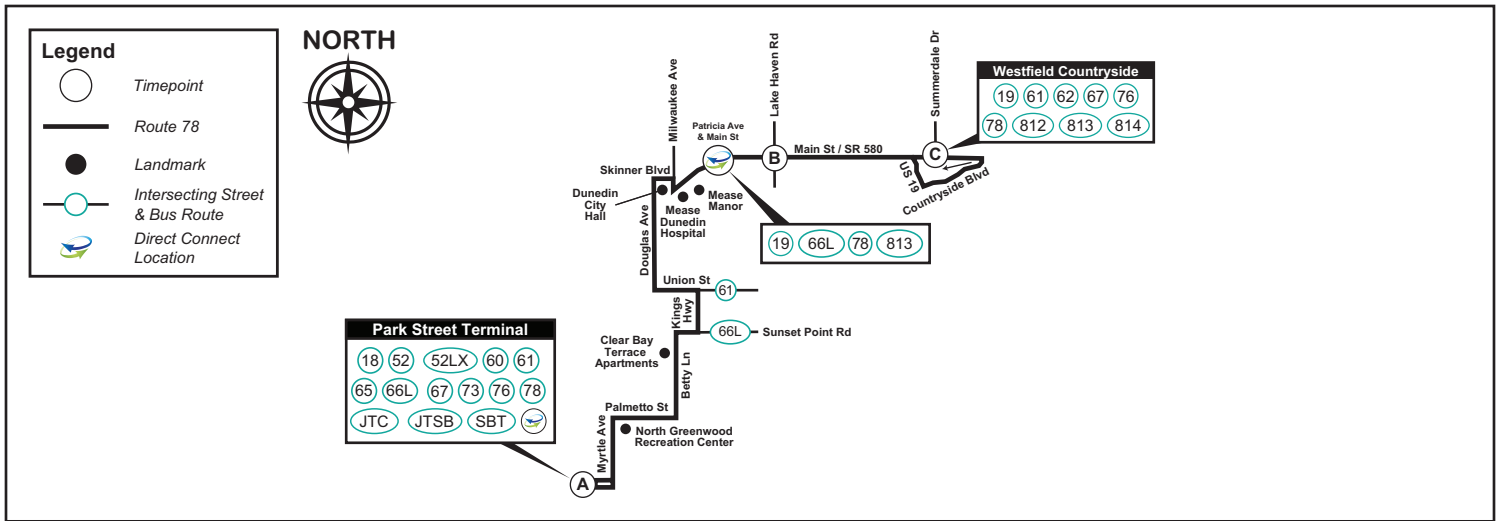 Legend
Timepoint
Route 78
Landmark
Intersecting Street
& Bus Route
Direct Connect
Location
NORTH
Milwaukee Ave
Lake Haven Rd
Summerdale Dr
Westfield Countryside
19 61 62 67 76
78 812 813 814
Patricia Ave
& Main St
B
Main St / SR 580
C
US 19
Countryside Blvd
Skinner Blvd
Dunedin
City
Hall
Mease
Manor
Mease
Dunedin
Hospital
Douglas Ave
19 66L 78 813
Union St
61
Kings
Hwy
66L
Sunset Point Rd
Clear Bay
Terrace
Apartments
Betty Ln
Park Street Terminal
18 52 52LX 60 61
65 66L 67 73 76 78
JTC JTSB SBT
Palmetto St
North Greenwood
Recreation Center
Myrtle Ave
A